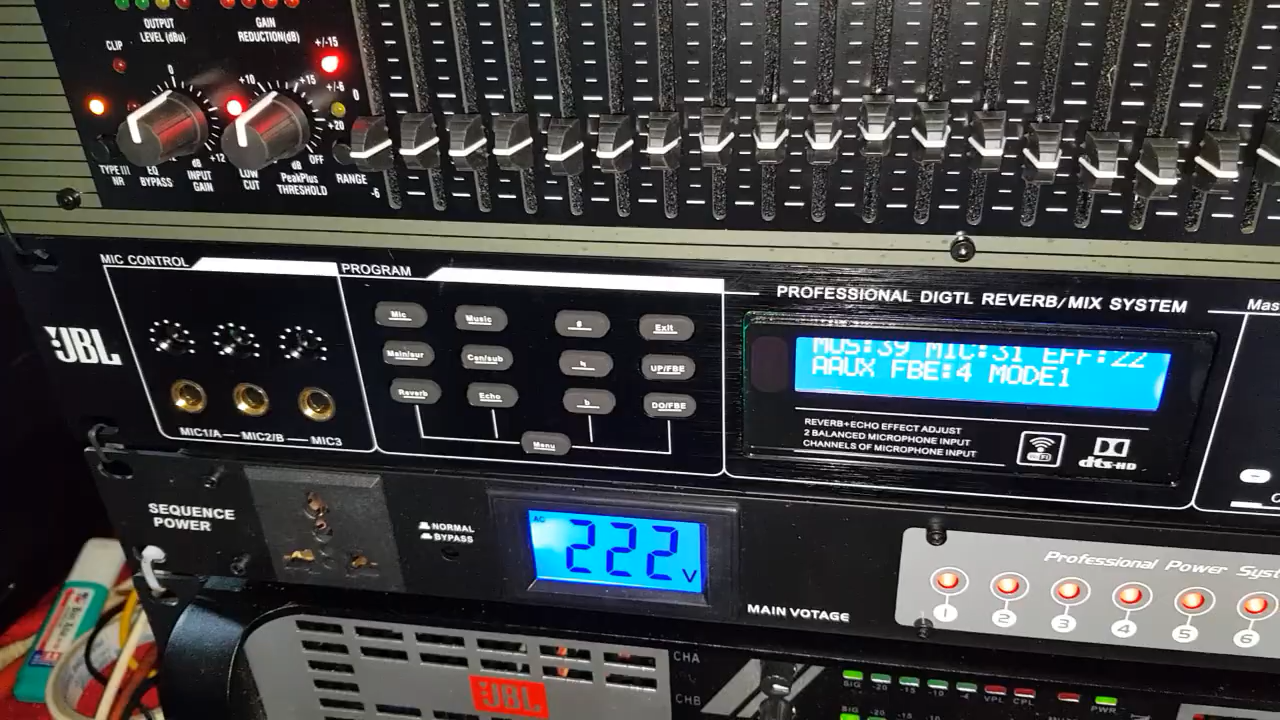 OUTPUT
LEVEL (dBu)
GAIN
REDUCTION(dB)
CLIP
+/-15
+/-6
0
+10
+15
0
+20
TYPE III
NR
EQ
BYPASS
dB
INPUT
GAIN
+12
LOW
CUT
dB
PeakPlus
THRESHOLD
OFF
RANGE
-6
MIC CONTROL
PROGRAM
PROFESSIONAL DIGTL REVERB/MIX SYSTEM
Mas
JBL
Mic
Music
#
Exit
Main/sur
Cen/sub
♮
UP/FBE
Reverb
Echo
b
DO/FBE
Menu
MIC1/A
MIC2/B
MIC3
MUS:39 MIC:31 EFF:22
AAUX FBE:4 MODE1
REVERB+ECHO EFFECT ADJUST
2 BALANCED MICROPHONE INPUT
CHANNELS OF MICROPHONE INPUT
dts-HD
SEQUENCE
POWER
NORMAL
BYPASS
AC
222V
MAIN VOTAGE
Professional Power Syst
1 2 3 4 5 6
JBL
CHA
CHB
SIG -20 -15 -10 -4 VPL CPL PWR
SIG -20